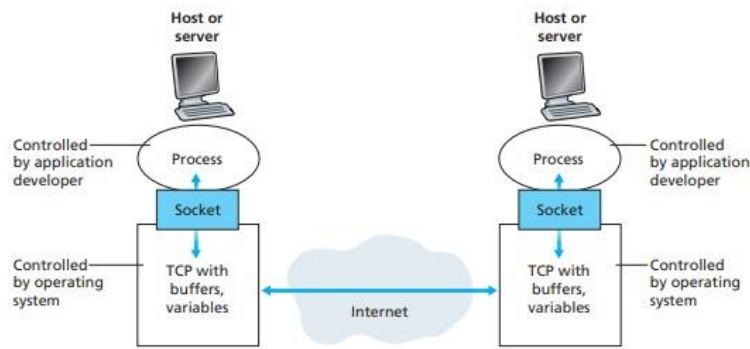 Host or
server
Host or
server
Controlled
by application
developer
Process
Process
Controlled
by application
developer
Socket
Socket
Controlled
by operating
system
TCP with
buffers,
variables
Internet
TCP with
buffers,
variables
Controlled
by operating
system